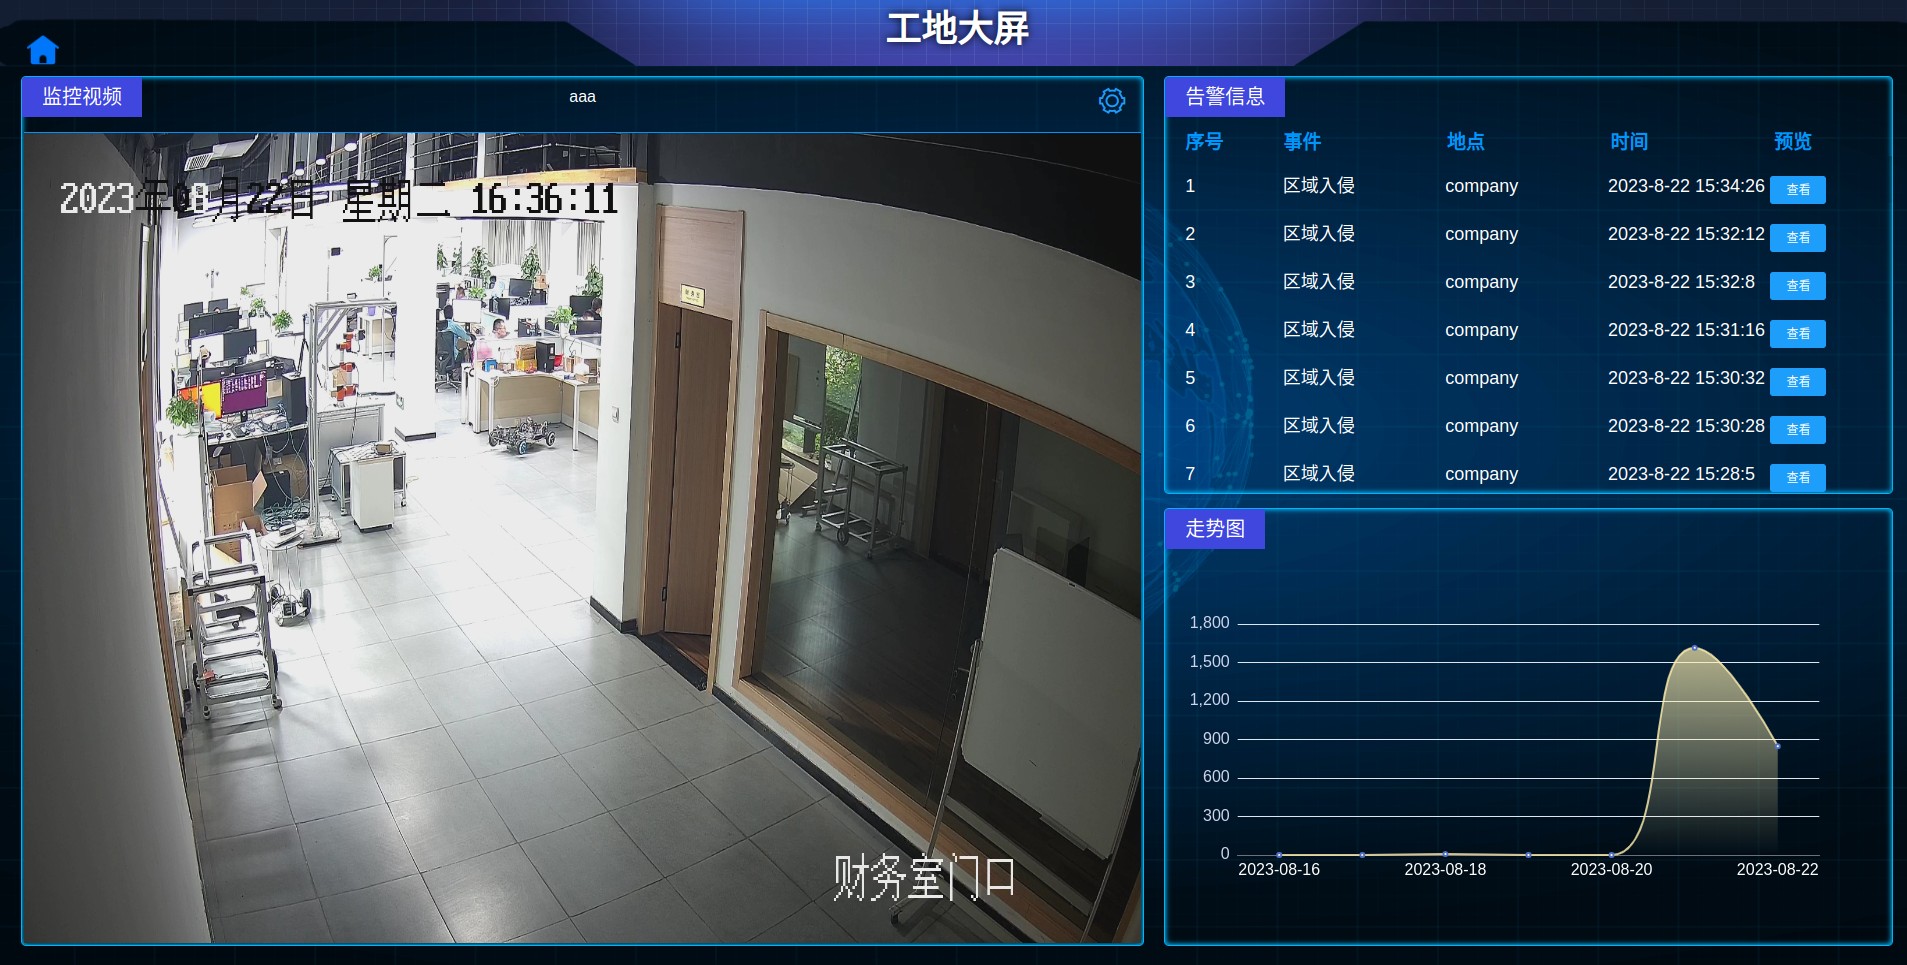 工地大屏
监控视频
aaa
2023年08月22日 星期二 16:36:11
财务室门口
告警信息
序号 事件 地点 时间 预览
1 区域入侵 company 2023-8-22 15:34:26 查看
2 区域入侵 company 2023-8-22 15:32:12 查看
3 区域入侵 company 2023-8-22 15:32:8 查看
4 区域入侵 company 2023-8-22 15:31:16 查看
5 区域入侵 company 2023-8-22 15:30:32 查看
6 区域入侵 company 2023-8-22 15:30:28 查看
7 区域入侵 company 2023-8-22 15:28:5 查看
走势图
1,800
1,500
1,200
900
600
300
0
2023-08-16 2023-08-18 2023-08-20 2023-08-22